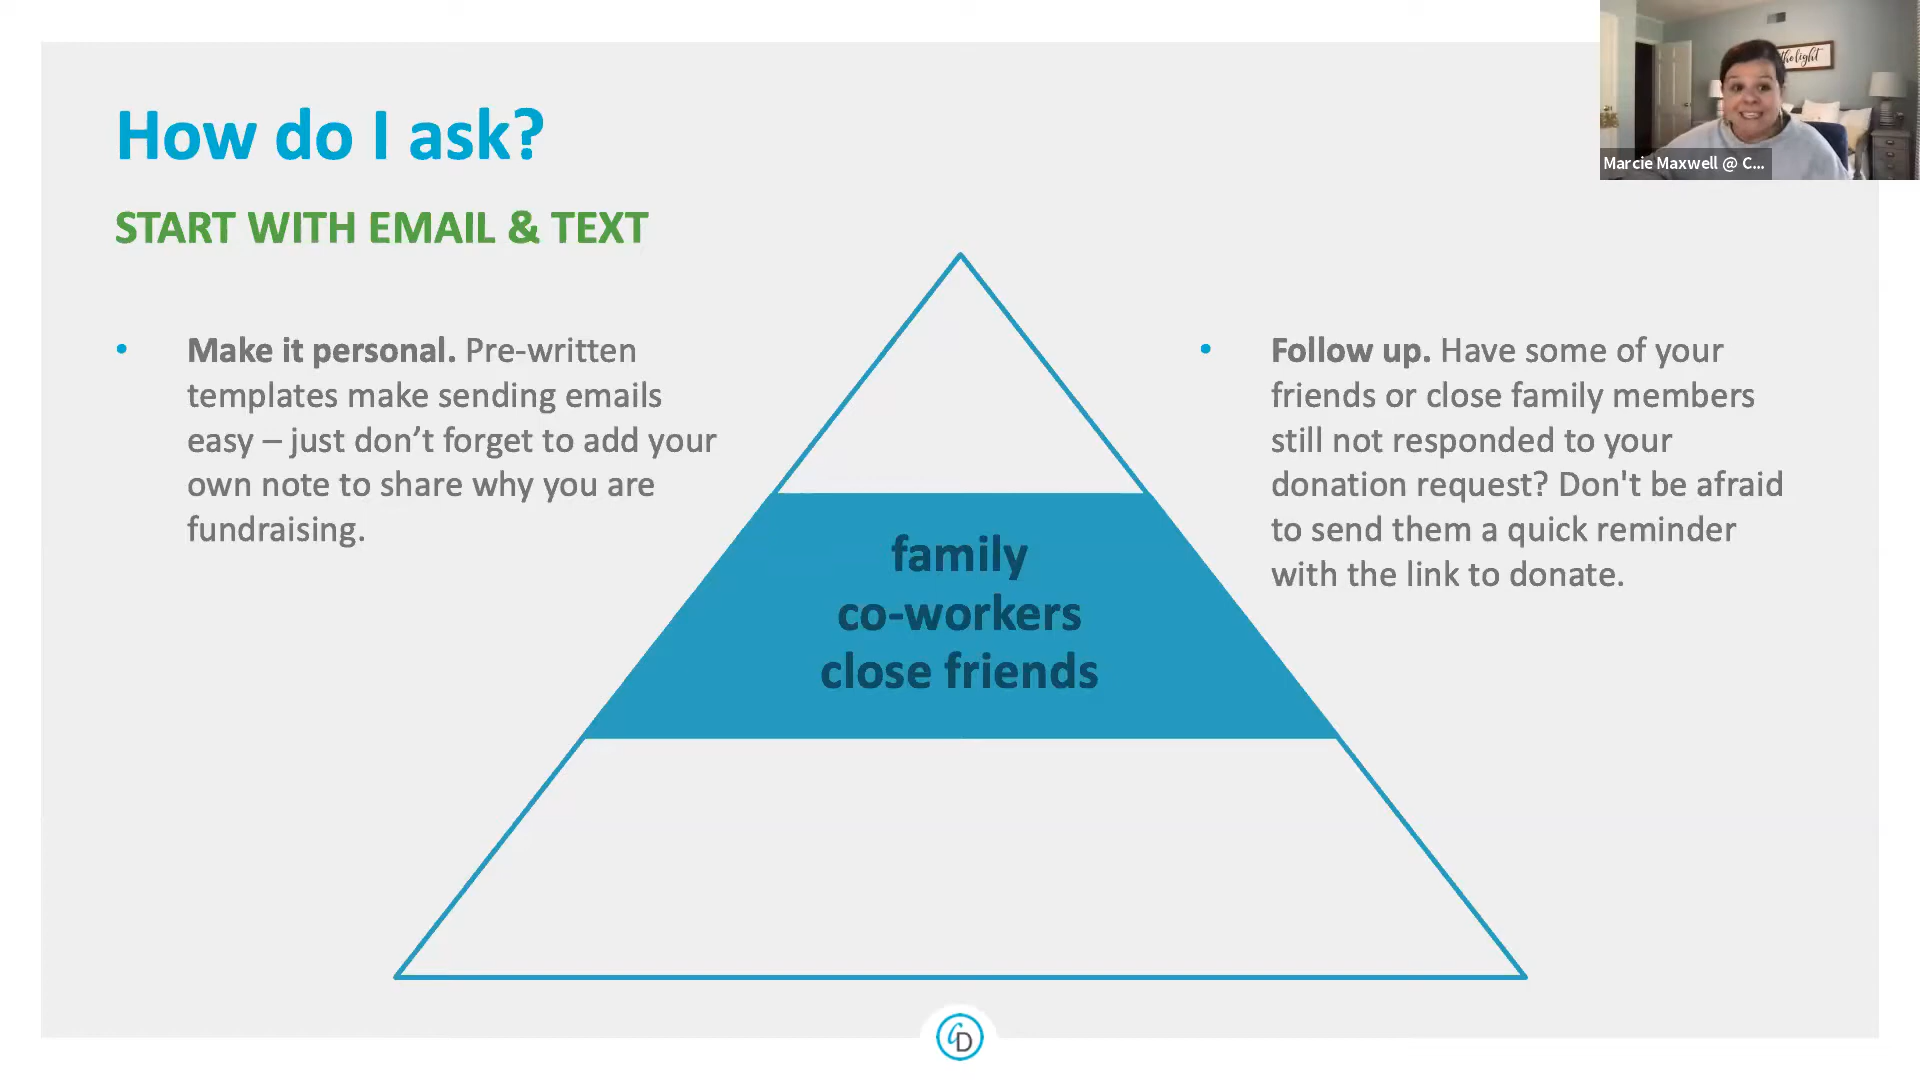 How do I ask?
START WITH EMAIL & TEXT
• Make it personal. Pre-written
templates make sending emails
easy – just don’t forget to add your
own note to share why you are
fundraising.
family
co-workers
close friends
• Follow up. Have some of your
friends or close family members
still not responded to your
donation request? Don't be afraid
to send them a quick reminder
with the link to donate.
the light
Marcie Maxwell @ C...
CD